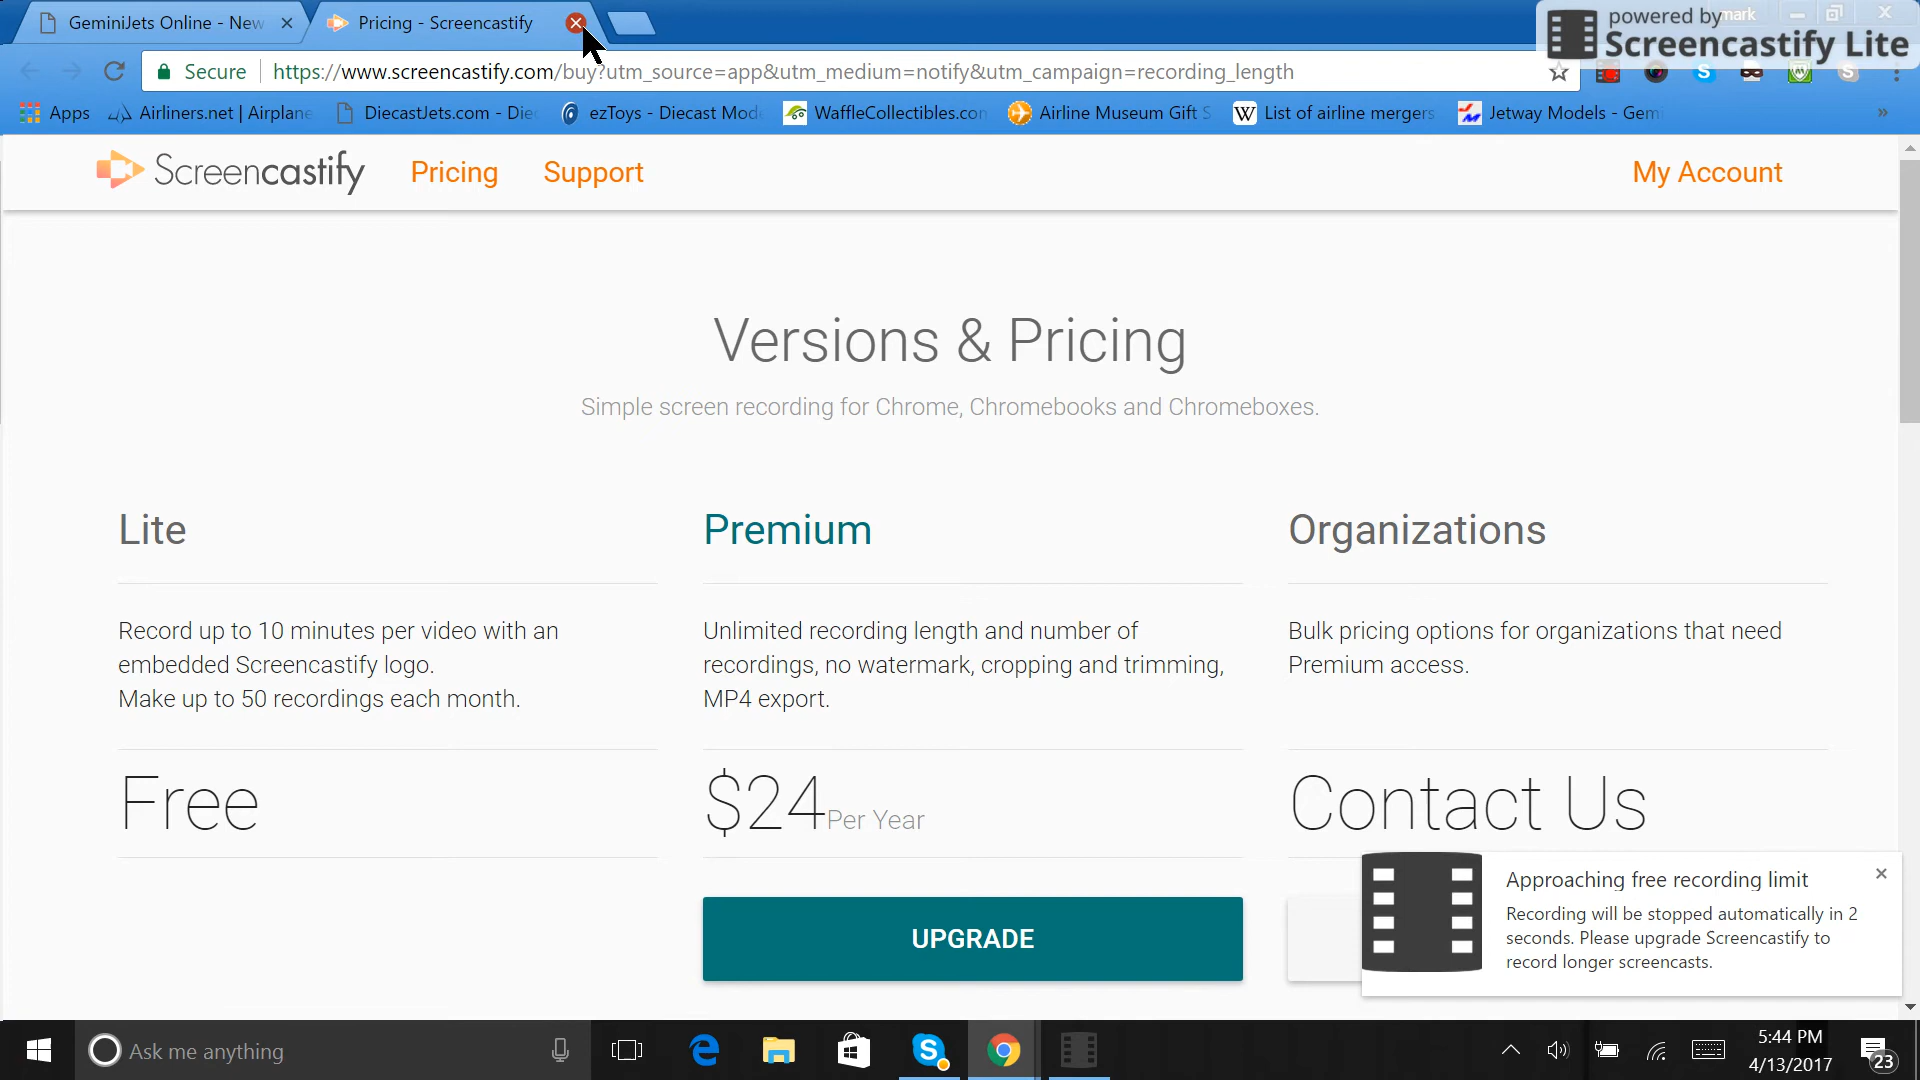 GeminiJets Online - New
Pricing - Screencastify
mark
powered by
Screencastify Lite
Secure
https://www.screencastify.com/buy?utm_source=app&utm_medium=notify&utm_campaign=recording_length
Apps
Airliners.net | Airplane
DiecastJets.com - Die
ezToys - Diecast Mod
WaffleCollectibles.com
Airline Museum Gift S
W
List of airline mergers
Jetway Models - Gem
»
Screencastify
Pricing
Support
My Account
Versions & Pricing
Simple screen recording for Chrome, Chromebooks and Chromeboxes.
Lite
Record up to 10 minutes per video with an
embedded Screencastify logo.
Make up to 50 recordings each month.
Free
Premium
Unlimited recording length and number of
recordings, no watermark, cropping and trimming,
MP4 export.
$24 Per Year
UPGRADE
Organizations
Bulk pricing options for organizations that need
Premium access.
Contact Us
Approaching free recording limit
Recording will be stopped automatically in 2
seconds. Please upgrade Screencastify to
record longer screencasts.
Ask me anything
5:44 PM
4/13/2017
23